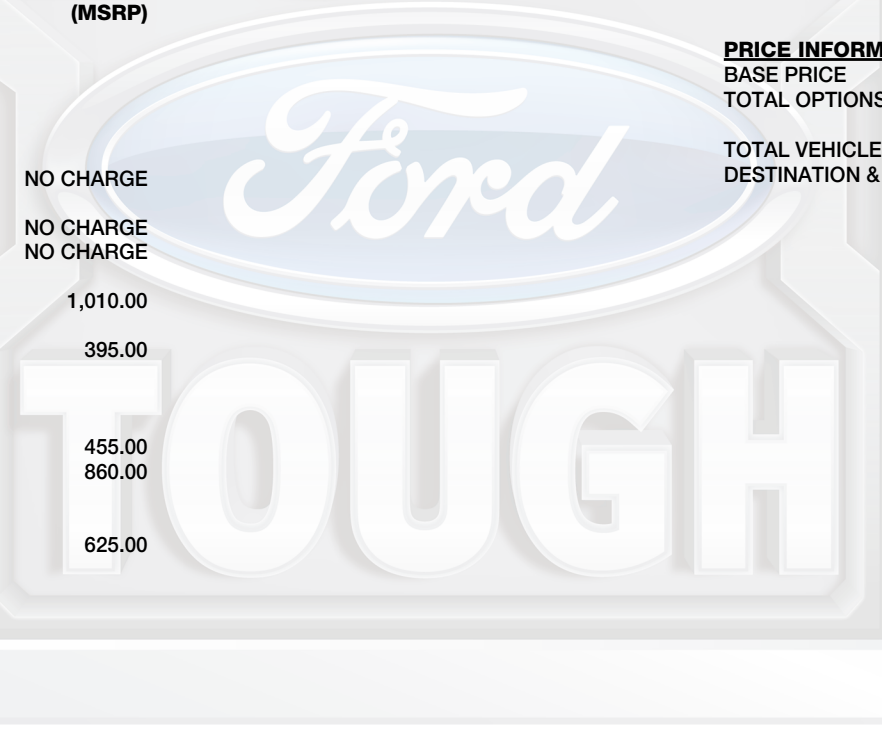 (MSRP)
NO CHARGE
NO CHARGE
NO CHARGE
1,010.00
395.00
455.00
860.00
625.00
PRICE INFORM
BASE PRICE
TOTAL OPTIONS
TOTAL VEHICLE
DESTINATION &
Ford
TOUGH